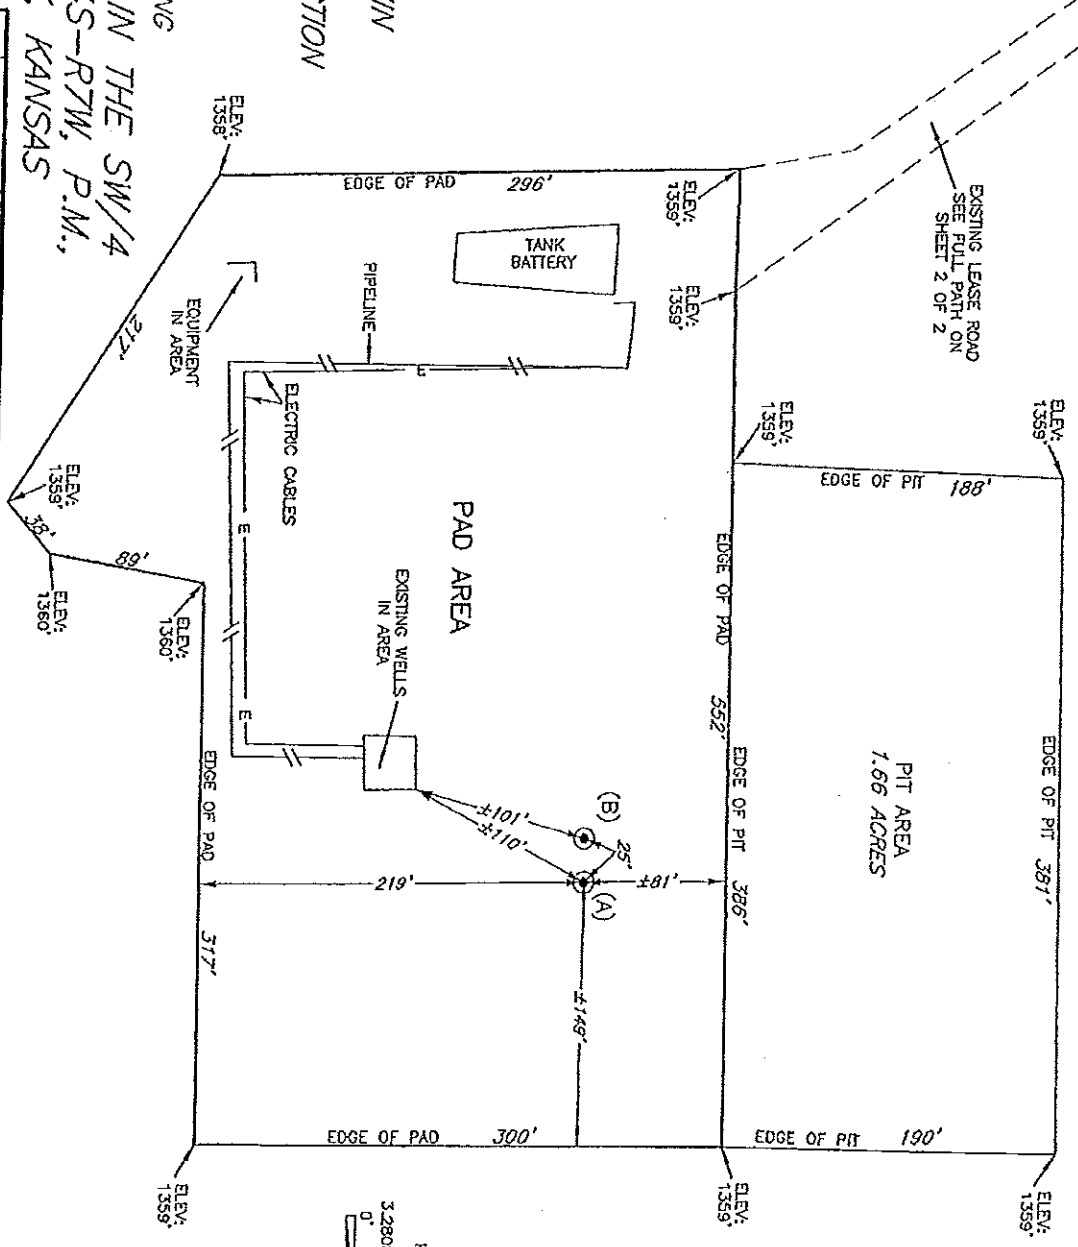 IN THE SW/4
S-R7W, P.M.,
KANSAS
EXISTING LEASE ROAD
SEE FULL PATH ON
SHEET 2 OF 2
ELEV:
1358'
EDGE OF PAD 296'
ELEV:
1359'
ELEV:
1359'
ELEV:
1359'
ELEV:
1359'
EDGE OF PIT 188'
TANK
BATTERY
PIPELINE
EQUIPMENT
IN AREA
217'
E
ELECTRIC CABLES
E
E
PAD AREA
EXISTING WELLS
IN AREA
EDGE OF PAD 552'
EDGE OF PIT 386'
PIT AREA
1.66 ACRES
EDGE OF PIT 381'
ELEV:
1359'
38'
ELEV:
1360'
89'
ELEV:
1360'
EDGE OF PAD 317'
(B)
±101'
±110'
25'
(A)
219'
±81'
±149'
EDGE OF PAD 300'
EDGE OF PIT 190'
ELEV:
1359'
ELEV:
1359'
ELEV:
1359'
0'